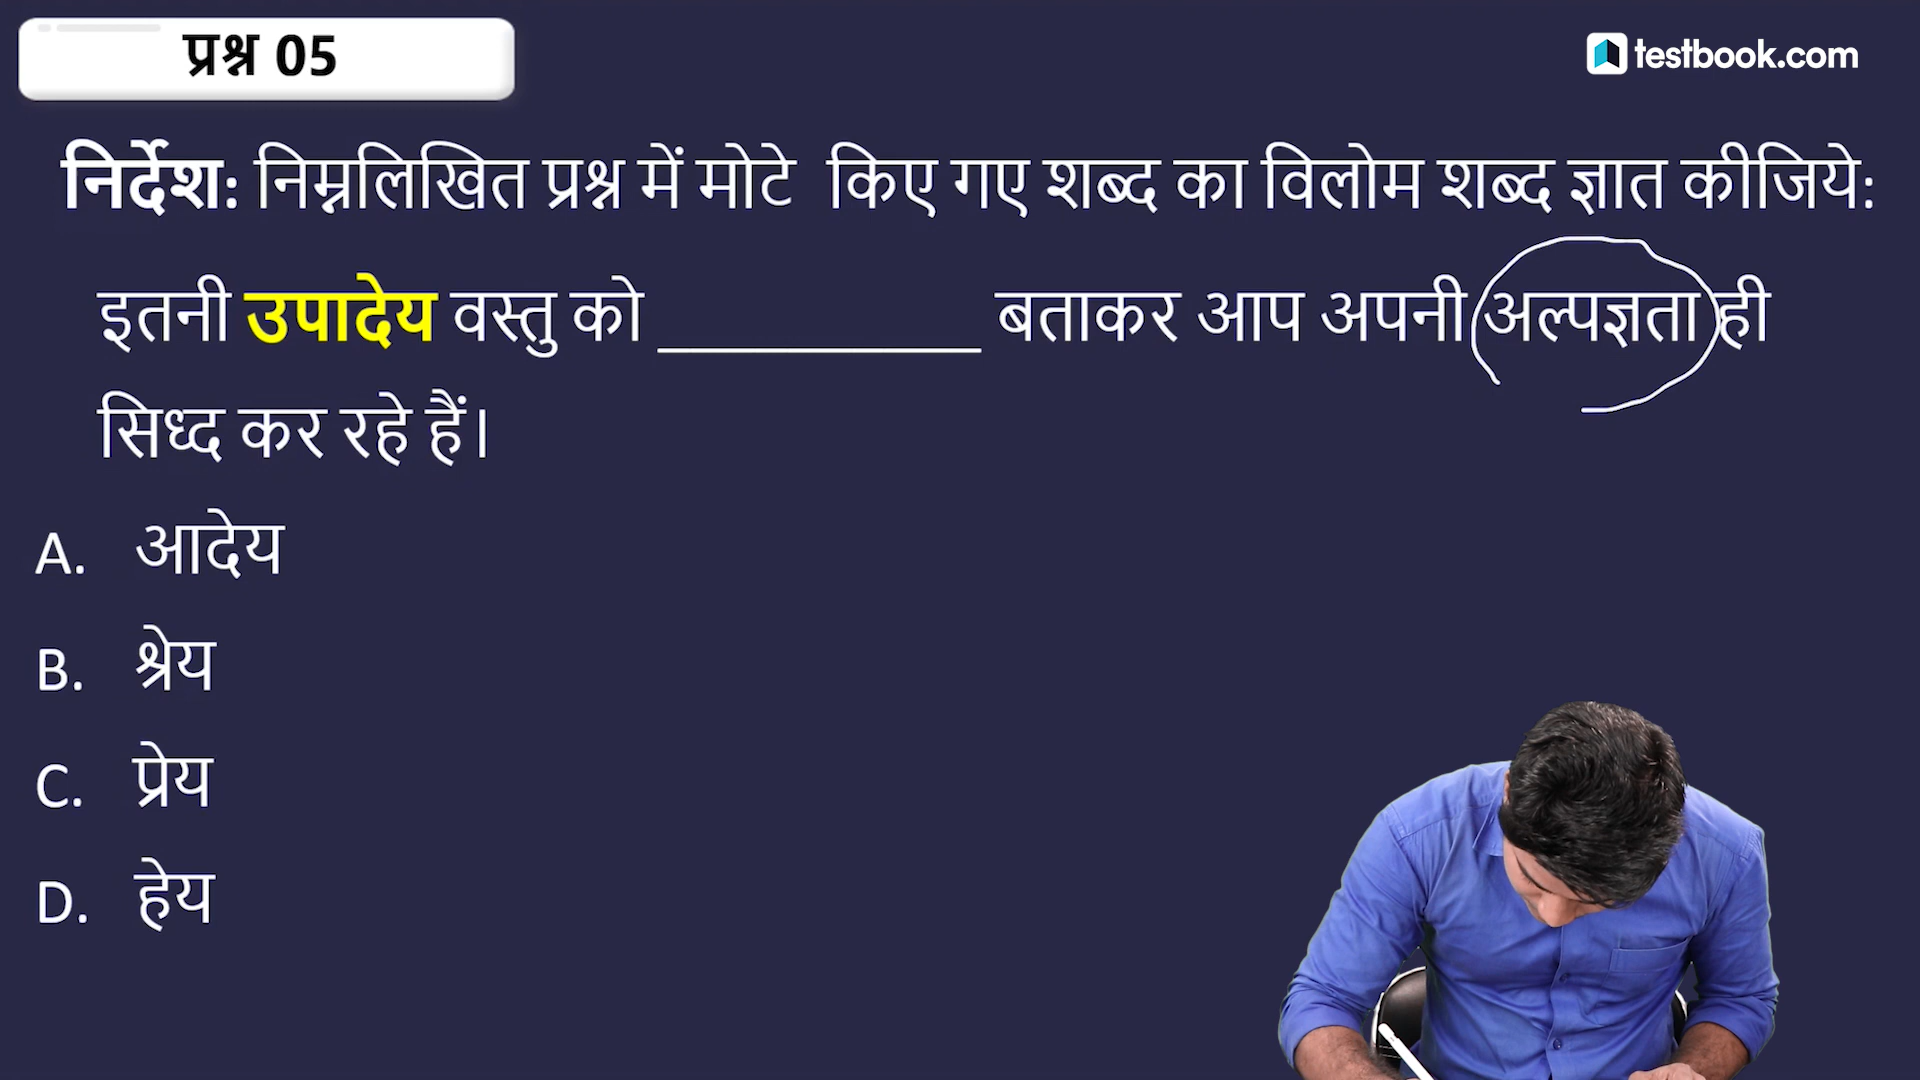 प्रश्न 05
testbook.com
निर्देश: निम्नलिखित प्रश्न में मोटे किए गए शब्द का विलोम शब्द ज्ञात कीजिये:
इतनी उपादेय वस्तु को __________ बताकर आप अपनी अल्पज्ञता ही
सिध्द कर रहे हैं।
A. आदेय
B. श्रेय
C. प्रेय
D. हेय